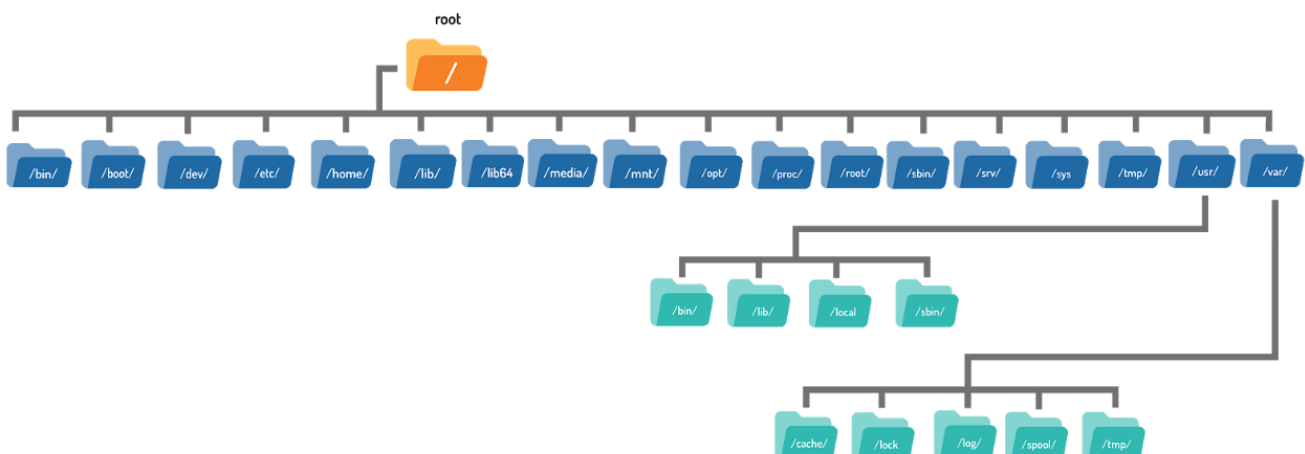 root
/
/bin/
/boot/
/dev/
/etc/
/home/
/lib/
/lib64
/media/
/mnt/
/opt/
/proc/
/root/
/sbin/
/srv/
/sys
/tmp/
/usr/
/var/
/bin/
/lib/
/local
/sbin/
/cache/
/lock
/log/
/spool/
/tmp/